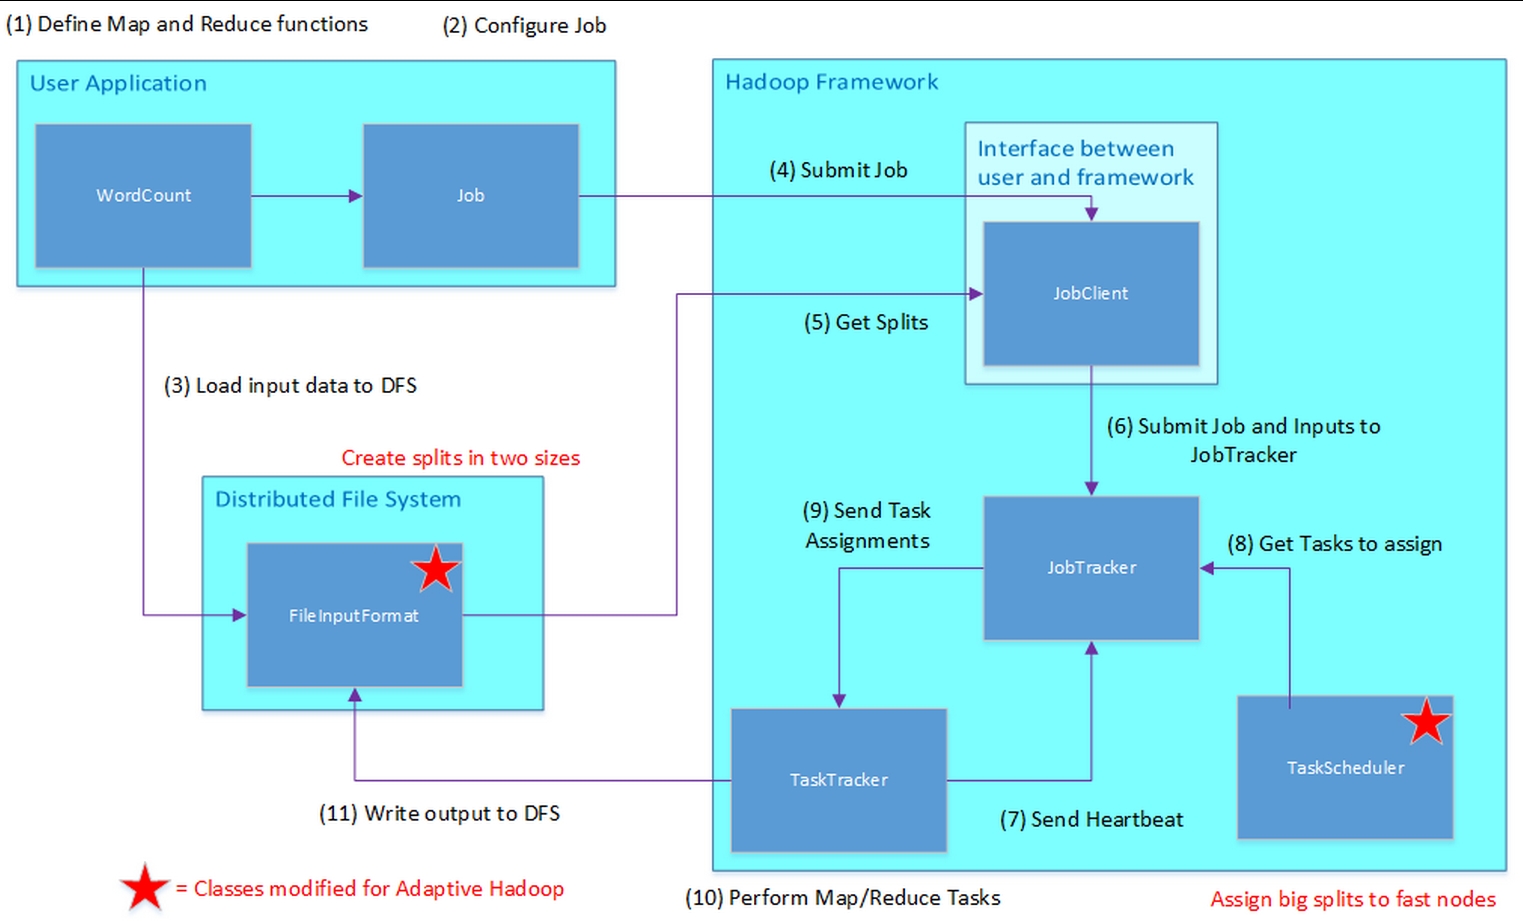 (1) Define Map and Reduce functions
(2) Configure Job
User Application
WordCount
Job
Hadoop Framework
(4) Submit Job
Interface between
user and framework
JobClient
(5) Get Splits
(3) Load input data to DFS
(6) Submit Job and Inputs to
JobTracker
Create splits in two sizes
Distributed File System
FileInputFormat
(9) Send Task
Assignments
JobTracker
(8) Get Tasks to assign
TaskTracker
TaskScheduler
(11) Write output to DFS
(7) Send Heartbeat
= Classes modified for Adaptive Hadoop
(10) Perform Map/Reduce Tasks
Assign big splits to fast nodes